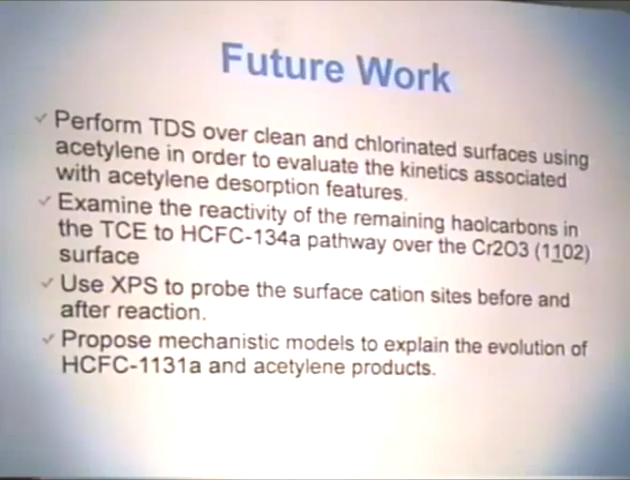 Future Work
✓ Perform TDS over clean and chlorinated surfaces using
acetylene in order to evaluate the kinetics associated
with acetylene desorption features.
✓ Examine the reactivity of the remaining haolcarbons in
the TCE to HCFC-134a pathway over the Cr2O3 (1102)
surface
✓ Use XPS to probe the surface cation sites before and
after reaction.
✓ Propose mechanistic models to explain the evolution of
HCFC-1131a and acetylene products.